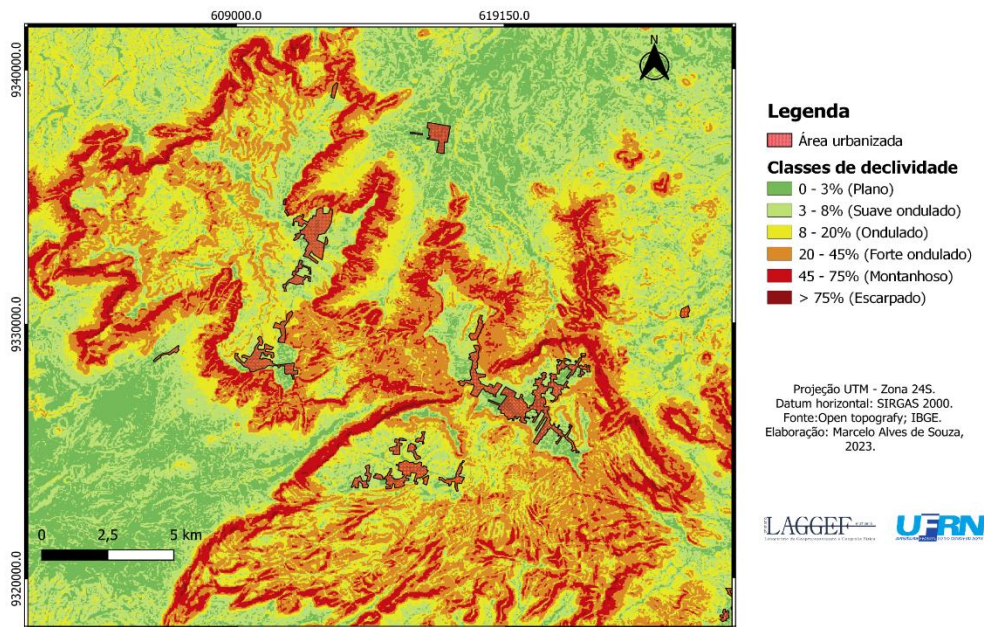 609000.0
619150.0
9340000.0
9330000.0
9320000.0
N
0 2,5 5 km
Legenda
Área urbanizada
Classes de declividade
0 - 3% (Plano)
3 - 8% (Suave ondulado)
8 - 20% (Ondulado)
20 - 45% (Forte ondulado)
45 - 75% (Montanhoso)
> 75% (Escarpado)
Projeção UTM - Zona 24S.
Datum horizontal: SIRGAS 2000.
Fonte:Open topografy; IBGE.
Elaboração: Marcelo Alves de Souza,
2023.
LAGGEF
UFRN